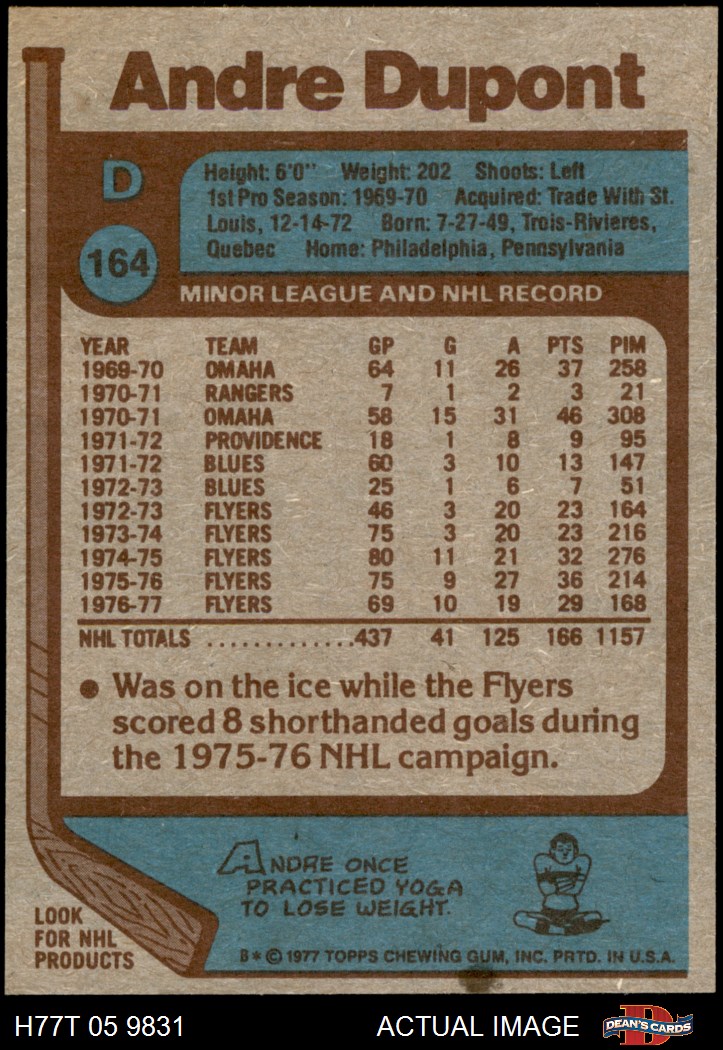 Andre Dupont
D
164
Height: 6'0" Weight: 202 Shoots: Left
1st Pro Season: 1969-70 Acquired: Trade With St.
Louis, 12-14-72 Born: 7-27-49, Trois-Rivieres,
Quebec Home: Philadelphia, Pennsylvania
MINOR LEAGUE AND NHL RECORD
YEAR TEAM GP G A PTS PIM
1969-70 OMAHA 64 11 26 37 258
1970-71 RANGERS 7 1 2 3 21
1970-71 OMAHA 58 15 31 46 308
1971-72 PROVIDENCE 18 1 8 9 95
1971-72 BLUES 60 3 10 13 147
1972-73 BLUES 25 1 6 7 51
1972-73 FLYERS 46 3 20 23 164
1973-74 FLYERS 75 3 20 23 216
1974-75 FLYERS 80 11 21 32 276
1975-76 FLYERS 75 9 27 36 214
1976-77 FLYERS 69 10 19 29 168
NHL TOTALS .............437 41 125 166 1157
● Was on the ice while the Flyers
scored 8 shorthanded goals during
the 1975-76 NHL campaign.
ANDRE ONCE
PRACTICED YOGA
TO LOSE WEIGHT.
LOOK
FOR NHL
PRODUCTS
B * © 1977 TOPPS CHEWING GUM, INC. PRTD. IN U.S.A.
H77T 05 9831 ACTUAL IMAGE
D
DEAN'S CARDS